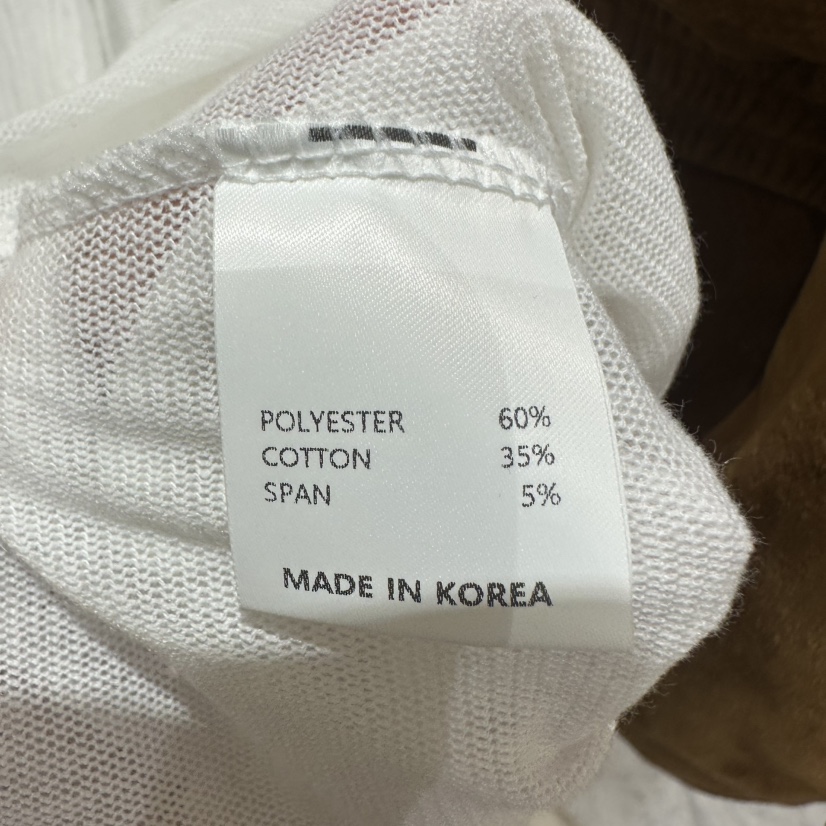 POLYESTER 60%
COTTON 35%
SPAN 5%
MADE IN KOREA